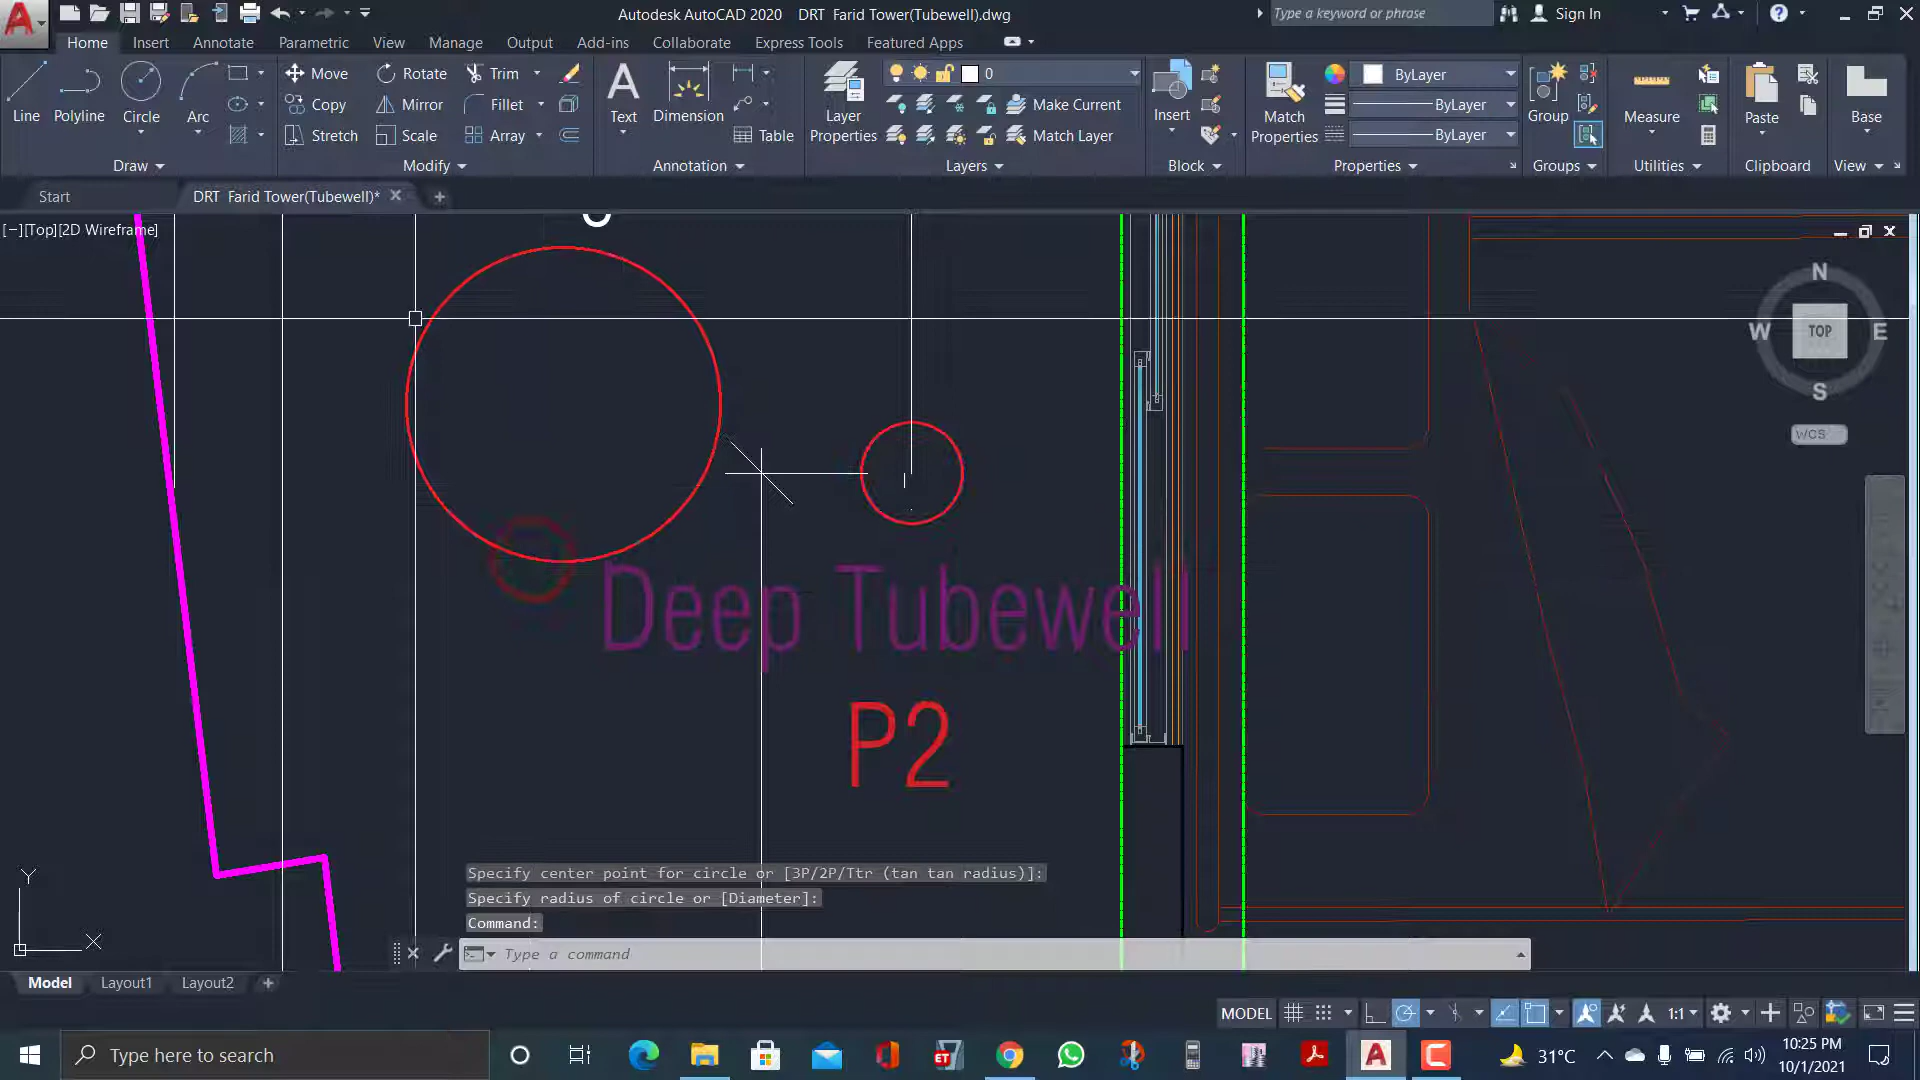 Autodesk AutoCAD 2020 DRT Farid Tower(Tubewell).dwg
Type a keyword or phrase
Sign In
Home Insert Annotate Parametric View Manage Output Add-ins Collaborate Express Tools Featured Apps
Line Polyline Circle Arc
Move Rotate Trim
Copy Mirror Fillet
Stretch Scale Array
Text Dimension Table
Layer Properties
0
Make Current
Match Layer
Insert
Match Properties
ByLayer
ByLayer
ByLayer
Group Measure Paste Base
Draw Modify Annotation Layers Block Properties Groups Utilities Clipboard View
Start DRT Farid Tower(Tubewell)*
[−][Top][2D Wireframe]
N
W TOP E
S
WCS
Deep Tubewell
P2
Y
X
Specify center point for circle or [3P/2P/Ttr (tan tan radius)]:
Specify radius of circle or [Diameter]:
Command:
Type a command
Model Layout1 Layout2 +
MODEL 1:1
Type here to search
ET
31°C
10:25 PM
10/1/2021